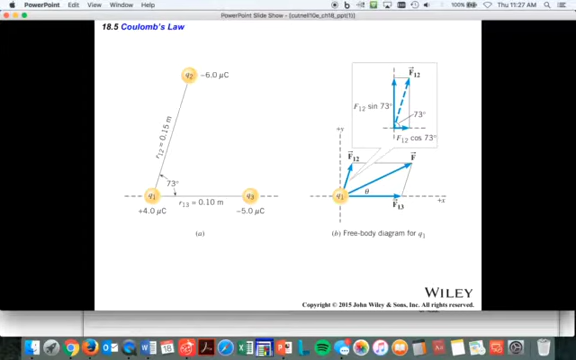 PowerPoint File Edit View Window Help 100% Thu 11:27 AM
PowerPoint Slide Show - [cutnell10e_ch18_ppt(1)]
18.5 Coulomb's Law
q2 −6.0 μC
r12 = 0.15 m
73°
q1
r13 = 0.10 m
q3
+4.0 μC
−5.0 μC
(a)
F12
F12 sin 73°
73°
F12 cos 73°
+y
F12
F
q1
θ
F13
+x
(b) Free-body diagram for q1
WILEY
Copyright © 2015 John Wiley & Sons, Inc. All rights reserved.